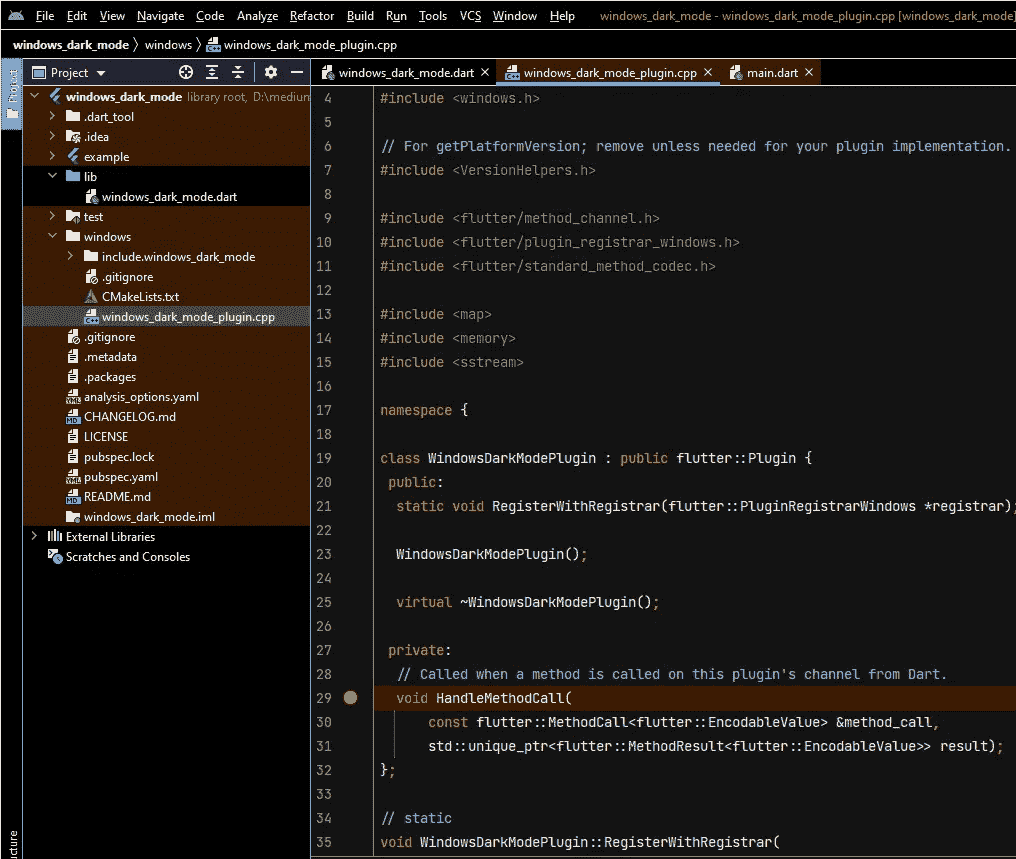 File Edit View Navigate Code Analyze Refactor Build Run Tools VCS Window Help windows_dark_mode - windows_dark_mode_plugin.cpp [windows_dark_mode]
windows_dark_mode windows windows_dark_mode_plugin.cpp
Project
Project
windows_dark_mode.dart windows_dark_mode_plugin.cpp main.dart
windows_dark_mode library root, D:\medium
.dart_tool
.idea
example
lib
windows_dark_mode.dart
test
windows
include.windows_dark_mode
.gitignore
CMakeLists.txt
windows_dark_mode_plugin.cpp
.gitignore
.metadata
.packages
analysis_options.yaml
CHANGELOG.md
LICENSE
pubspec.lock
pubspec.yaml
README.md
windows_dark_mode.iml
External Libraries
Scratches and Consoles
ucture
4 #include <windows.h>
5
6 // For getPlatformVersion; remove unless needed for your plugin implementation.
7 #include <VersionHelpers.h>
8
9 #include <flutter/method_channel.h>
10 #include <flutter/plugin_registrar_windows.h>
11 #include <flutter/standard_method_codec.h>
12
13 #include <map>
14 #include <memory>
15 #include <sstream>
16
17 namespace {
18
19 class WindowsDarkModePlugin : public flutter::Plugin {
20 public:
21 static void RegisterWithRegistrar(flutter::PluginRegistrarWindows *registrar);
22
23 WindowsDarkModePlugin();
24
25 virtual ~WindowsDarkModePlugin();
26
27 private:
28 // Called when a method is called on this plugin's channel from Dart.
29 void HandleMethodCall(
30 const flutter::MethodCall<flutter::EncodableValue> &method_call,
31 std::unique_ptr<flutter::MethodResult<flutter::EncodableValue>> result);
32 };
33
34 // static
35 void WindowsDarkModePlugin::RegisterWithRegistrar(